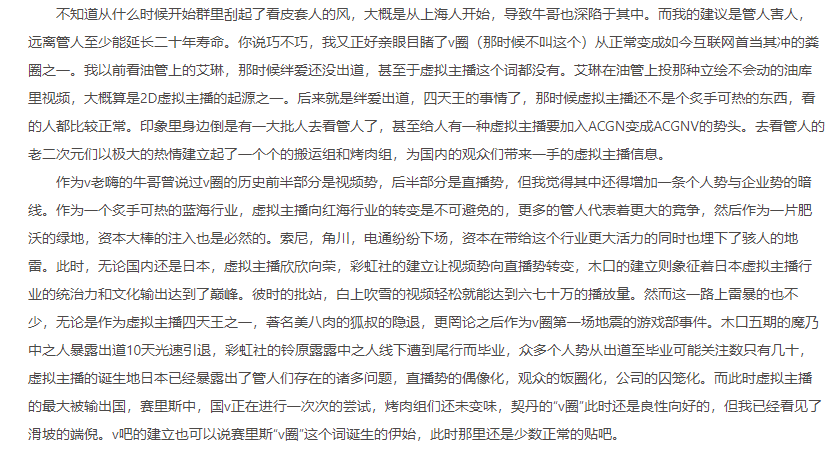 不知道从什么时候开始群里刮起了看皮套人的风，大概是从上海人开始，导致牛哥也深陷于其中。而我的建议是管人害人，
远离管人至少能延长二十年寿命。你说巧不巧，我又正好亲眼目睹了v圈（那时候不叫这个）从正常变成如今互联网首当其冲的粪
圈之一。我以前看油管上的艾琳，那时候绊爱还没出道，甚至于虚拟主播这个词都没有。艾琳在油管上投那种立绘不会动的油库
里视频，大概算是2D虚拟主播的起源之一。后来就是绊爱出道，四天王的事情了，那时候虚拟主播还不是个炙手可热的东西，看
的人都比较正常。印象里身边倒是有一大批人去看管人了，甚至给人有一种虚拟主播要加入ACGN变成ACGNV的势头。去看管人的
老二次元们以极大的热情建立起了一个个的搬运组和烤肉组，为国内的观众们带来一手的虚拟主播信息。
作为v老嗨的牛哥曾说过v圈的历史前半部分是视频势，后半部分是直播势，但我觉得其中还得增加一条个人势与企业势的暗
线。作为一个炙手可热的蓝海行业，虚拟主播向红海行业的转变是不可避免的，更多的管人代表着更大的竞争，然后作为一片肥
沃的绿地，资本大棒的注入也是必然的。索尼，角川，电通纷纷下场，资本在带给这个行业更大活力的同时也埋下了骇人的地
雷。此时，无论国内还是日本，虚拟主播欣欣向荣，彩虹社的建立让视频势向直播势转变，木口的建立则象征着日本虚拟主播行
业的统治力和文化输出达到了巅峰。彼时的批站，白上吹雪的视频轻松就能达到六七十万的播放量。然而这一路上雷暴的也不
少，无论是作为虚拟主播四天王之一，著名美八肉的狐叔的隐退，更罔论之后作为v圈第一场地震的游戏部事件。木口五期的魔乃
中之人暴露出道10天光速引退，彩虹社的铃原露露中之人线下遭到尾行而毕业，众多个人势从出道至毕业可能关注数只有几十，
虚拟主播的诞生地日本已经暴露出了管人们存在的诸多问题，直播势的偶像化，观众的饭圈化，公司的囚笼化。而此时虚拟主播
的最大被输出国，赛里斯中，国v正在进行一次次的尝试，烤肉组们还未变味，契丹的“v圈”此时还是良性向好的，但我已经看见了
滑坡的端倪。v吧的建立也可以说赛里斯“v圈”这个词诞生的伊始，此时那里还是少数正常的贴吧。